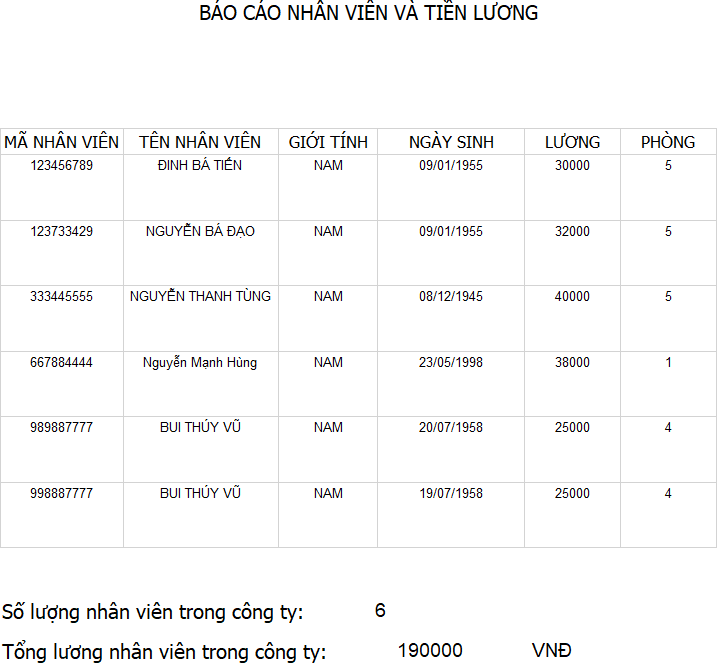 BÁO CÁO NHÂN VIÊN VÀ TIỀN LƯƠNG
MÃ NHÂN VIÊN TÊN NHÂN VIÊN GIỚI TÍNH NGÀY SINH LƯƠNG PHÒNG
123456789 ĐINH BÁ TIẾN NAM 09/01/1955 30000 5
123733429 NGUYỄN BÁ ĐẠO NAM 09/01/1955 32000 5
333445555 NGUYỄN THANH TÙNG NAM 08/12/1945 40000 5
667884444 Nguyễn Mạnh Hùng NAM 23/05/1998 38000 1
989887777 BUI THÚY VŨ NAM 20/07/1958 25000 4
998887777 BUI THÚY VŨ NAM 19/07/1958 25000 4
Số lượng nhân viên trong công ty: 6
Tổng lương nhân viên trong công ty: 190000 VNĐ